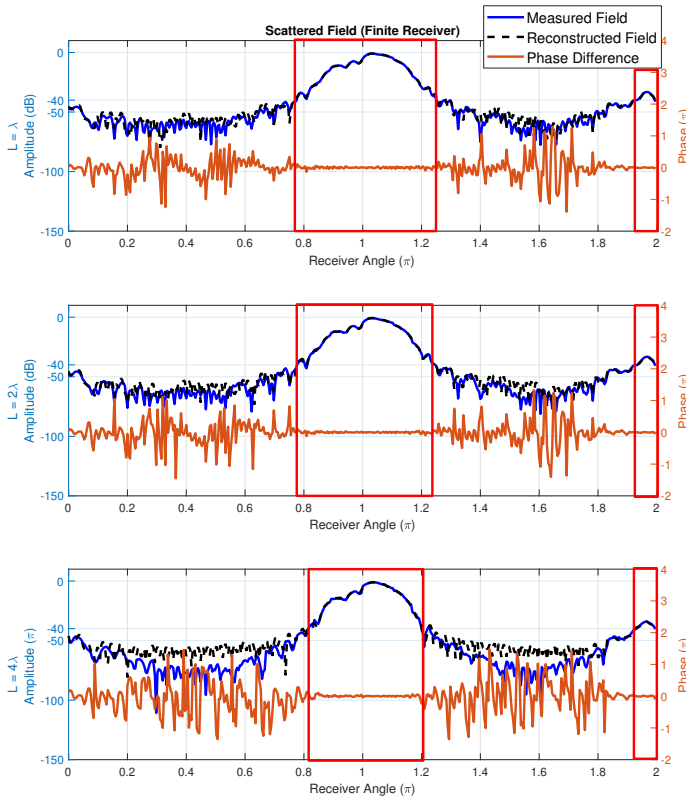 Scattered Field (Finite Receiver)
Measured Field
Reconstructed Field
Phase Difference
L = λ
Amplitude (dB)
0
-40
-50
-100
-150
4
3
2
1
0
-1
-2
Phase (π)
0 0.2 0.4 0.6 0.8 1 1.2 1.4 1.6 1.8 2
Receiver Angle (π)
L = 2λ
Amplitude (dB)
0
-40
-50
-100
-150
4
3
2
1
0
-1
-2
Phase (π)
0 0.2 0.4 0.6 0.8 1 1.2 1.4 1.6 1.8 2
Receiver Angle (π)
L = 4λ
Amplitude (π)
0
-40
-50
-100
-150
4
3
2
1
0
-1
-2
Phase (π)
0 0.2 0.4 0.6 0.8 1 1.2 1.4 1.6 1.8 2
Receiver Angle (π)